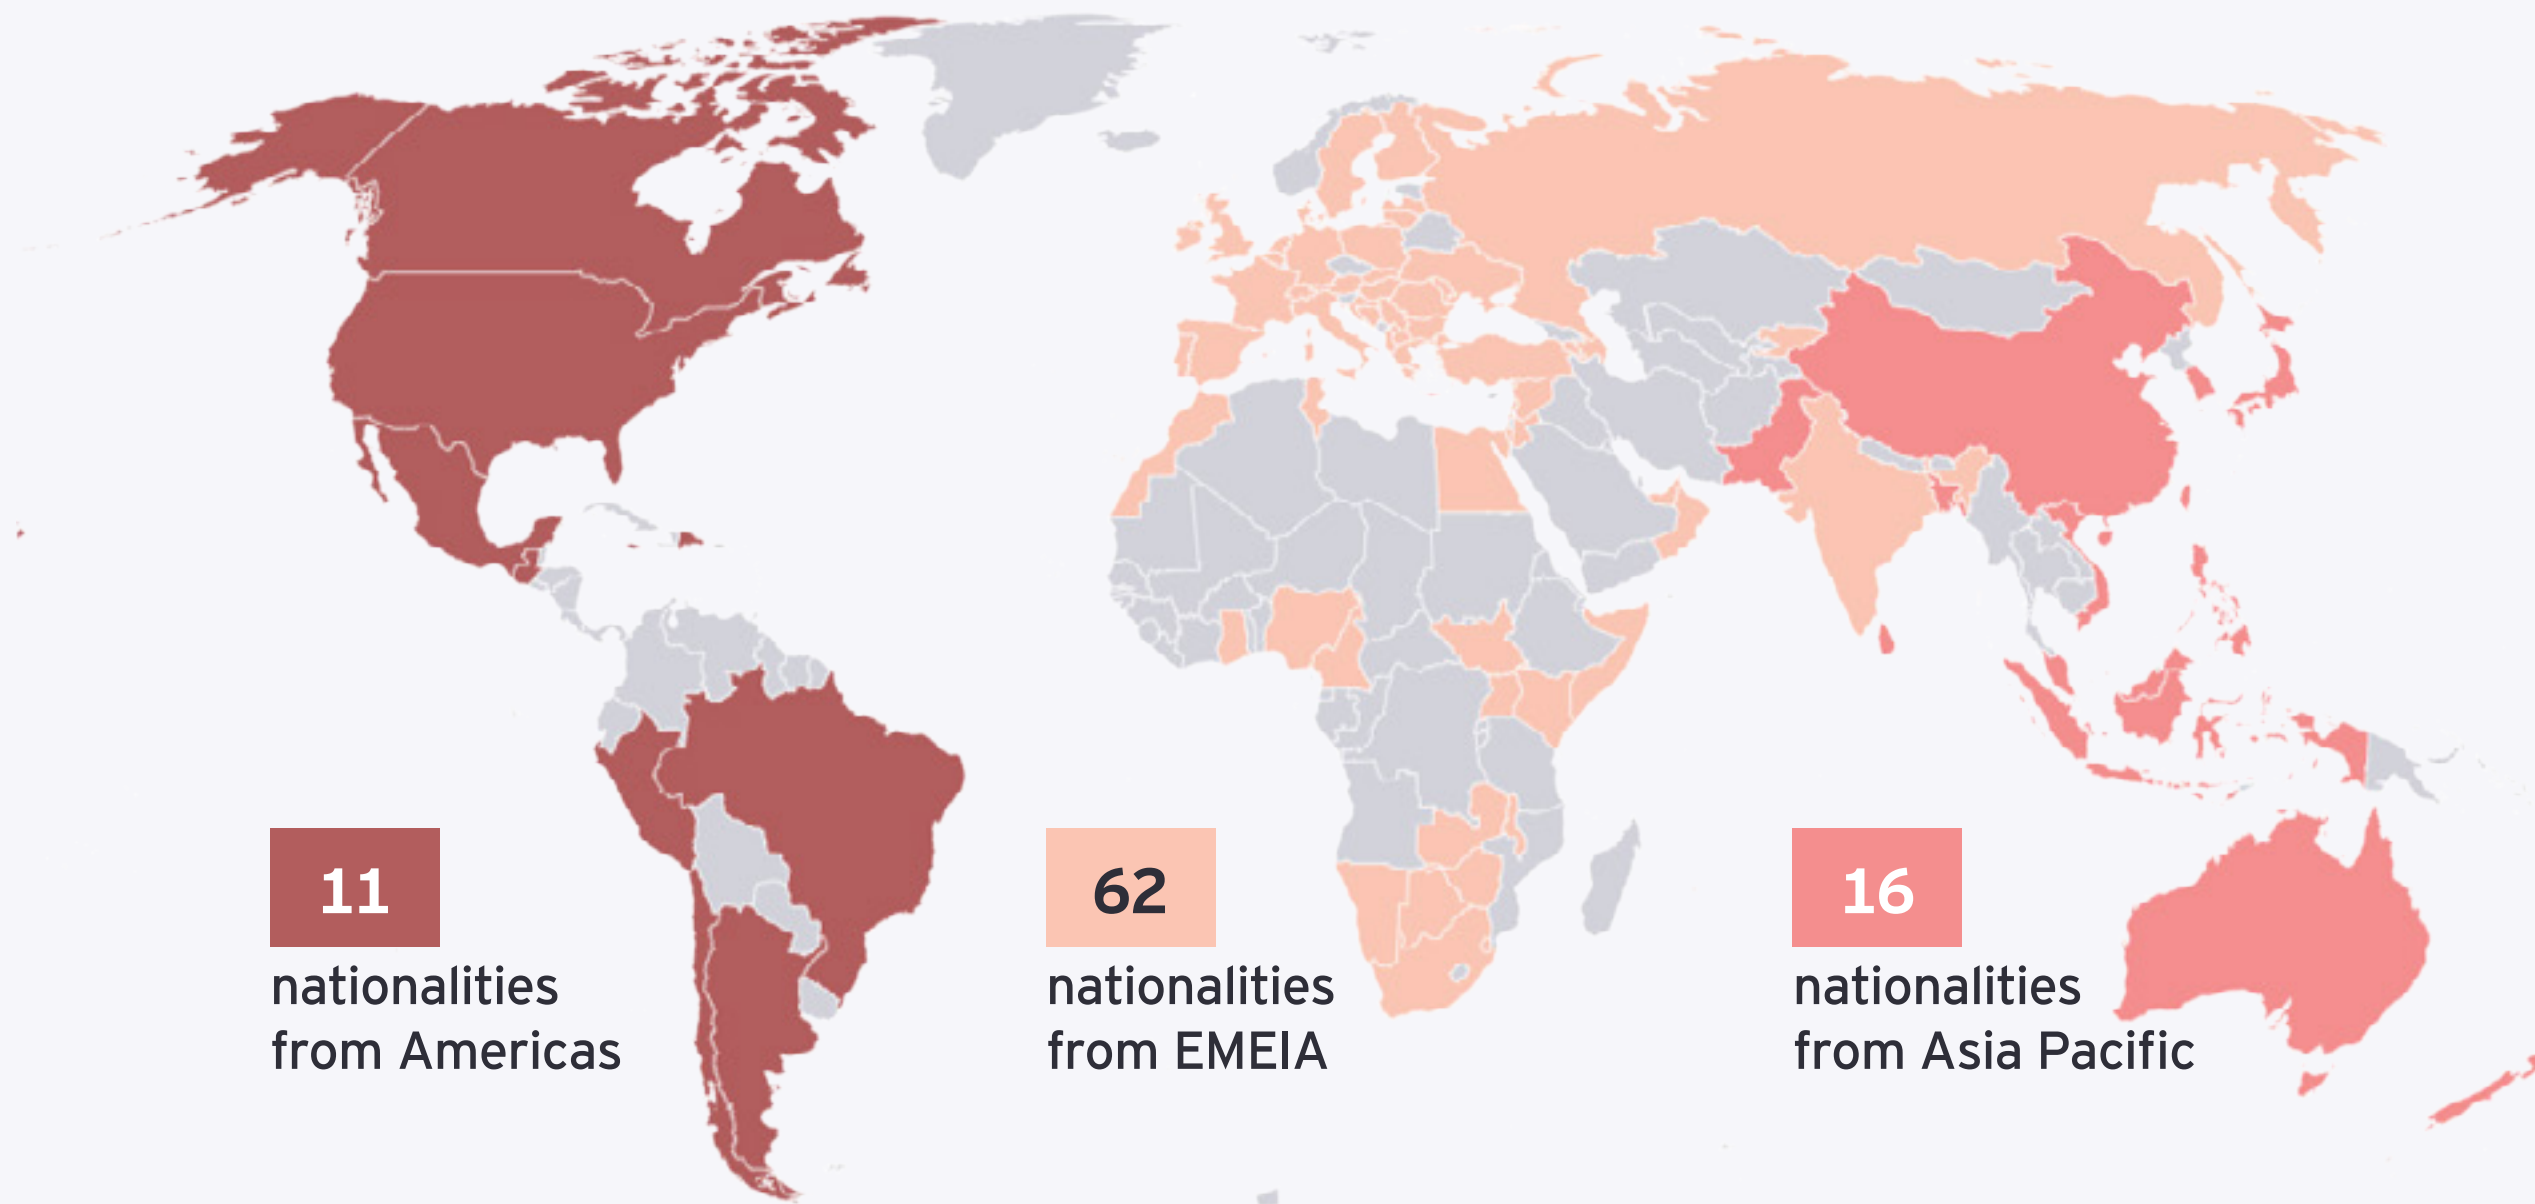 11
nationalities
from Americas
62
nationalities
from EMEIA
16
nationalities
from Asia Pacific